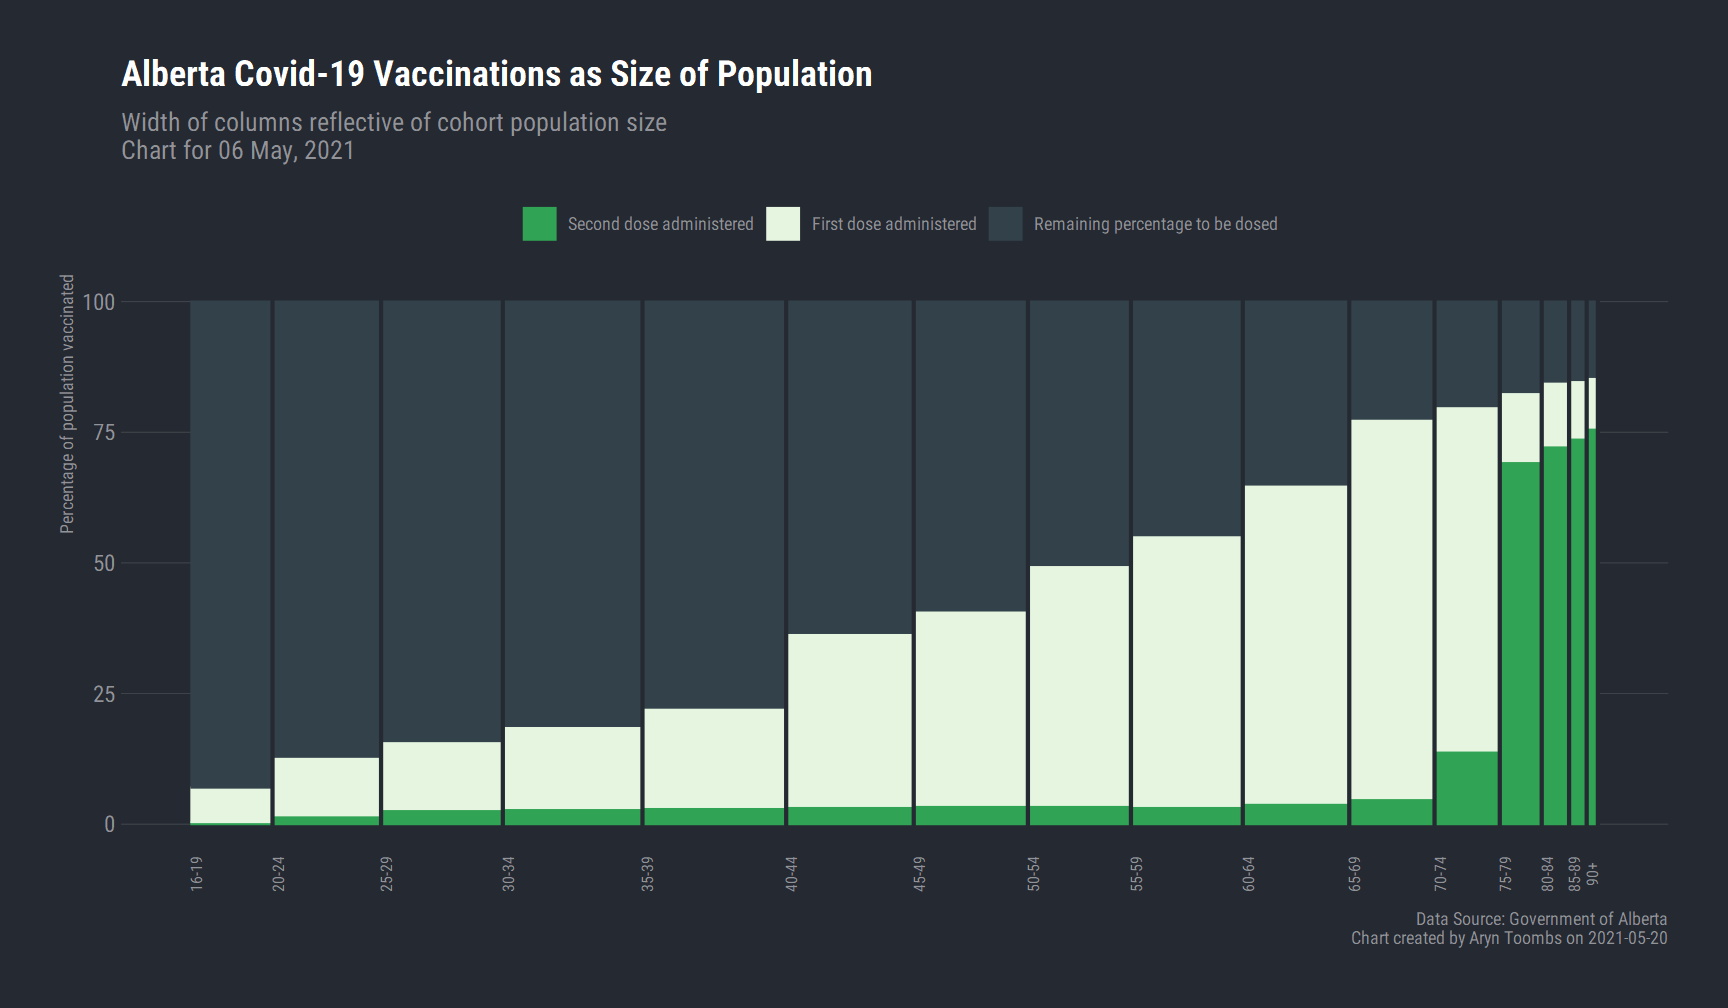 Alberta Covid-19 Vaccinations as Size of Population
Width of columns reflective of cohort population size
Chart for 06 May, 2021
Second dose administered
First dose administered
Remaining percentage to be dosed
Percentage of population vaccinated
100
75
50
25
0
16-19
20-24
25-29
30-34
35-39
40-44
45-49
50-54
55-59
60-64
65-69
70-74
75-79
80-84
85-89
90+
Data Source: Government of Alberta
Chart created by Aryn Toombs on 2021-05-20